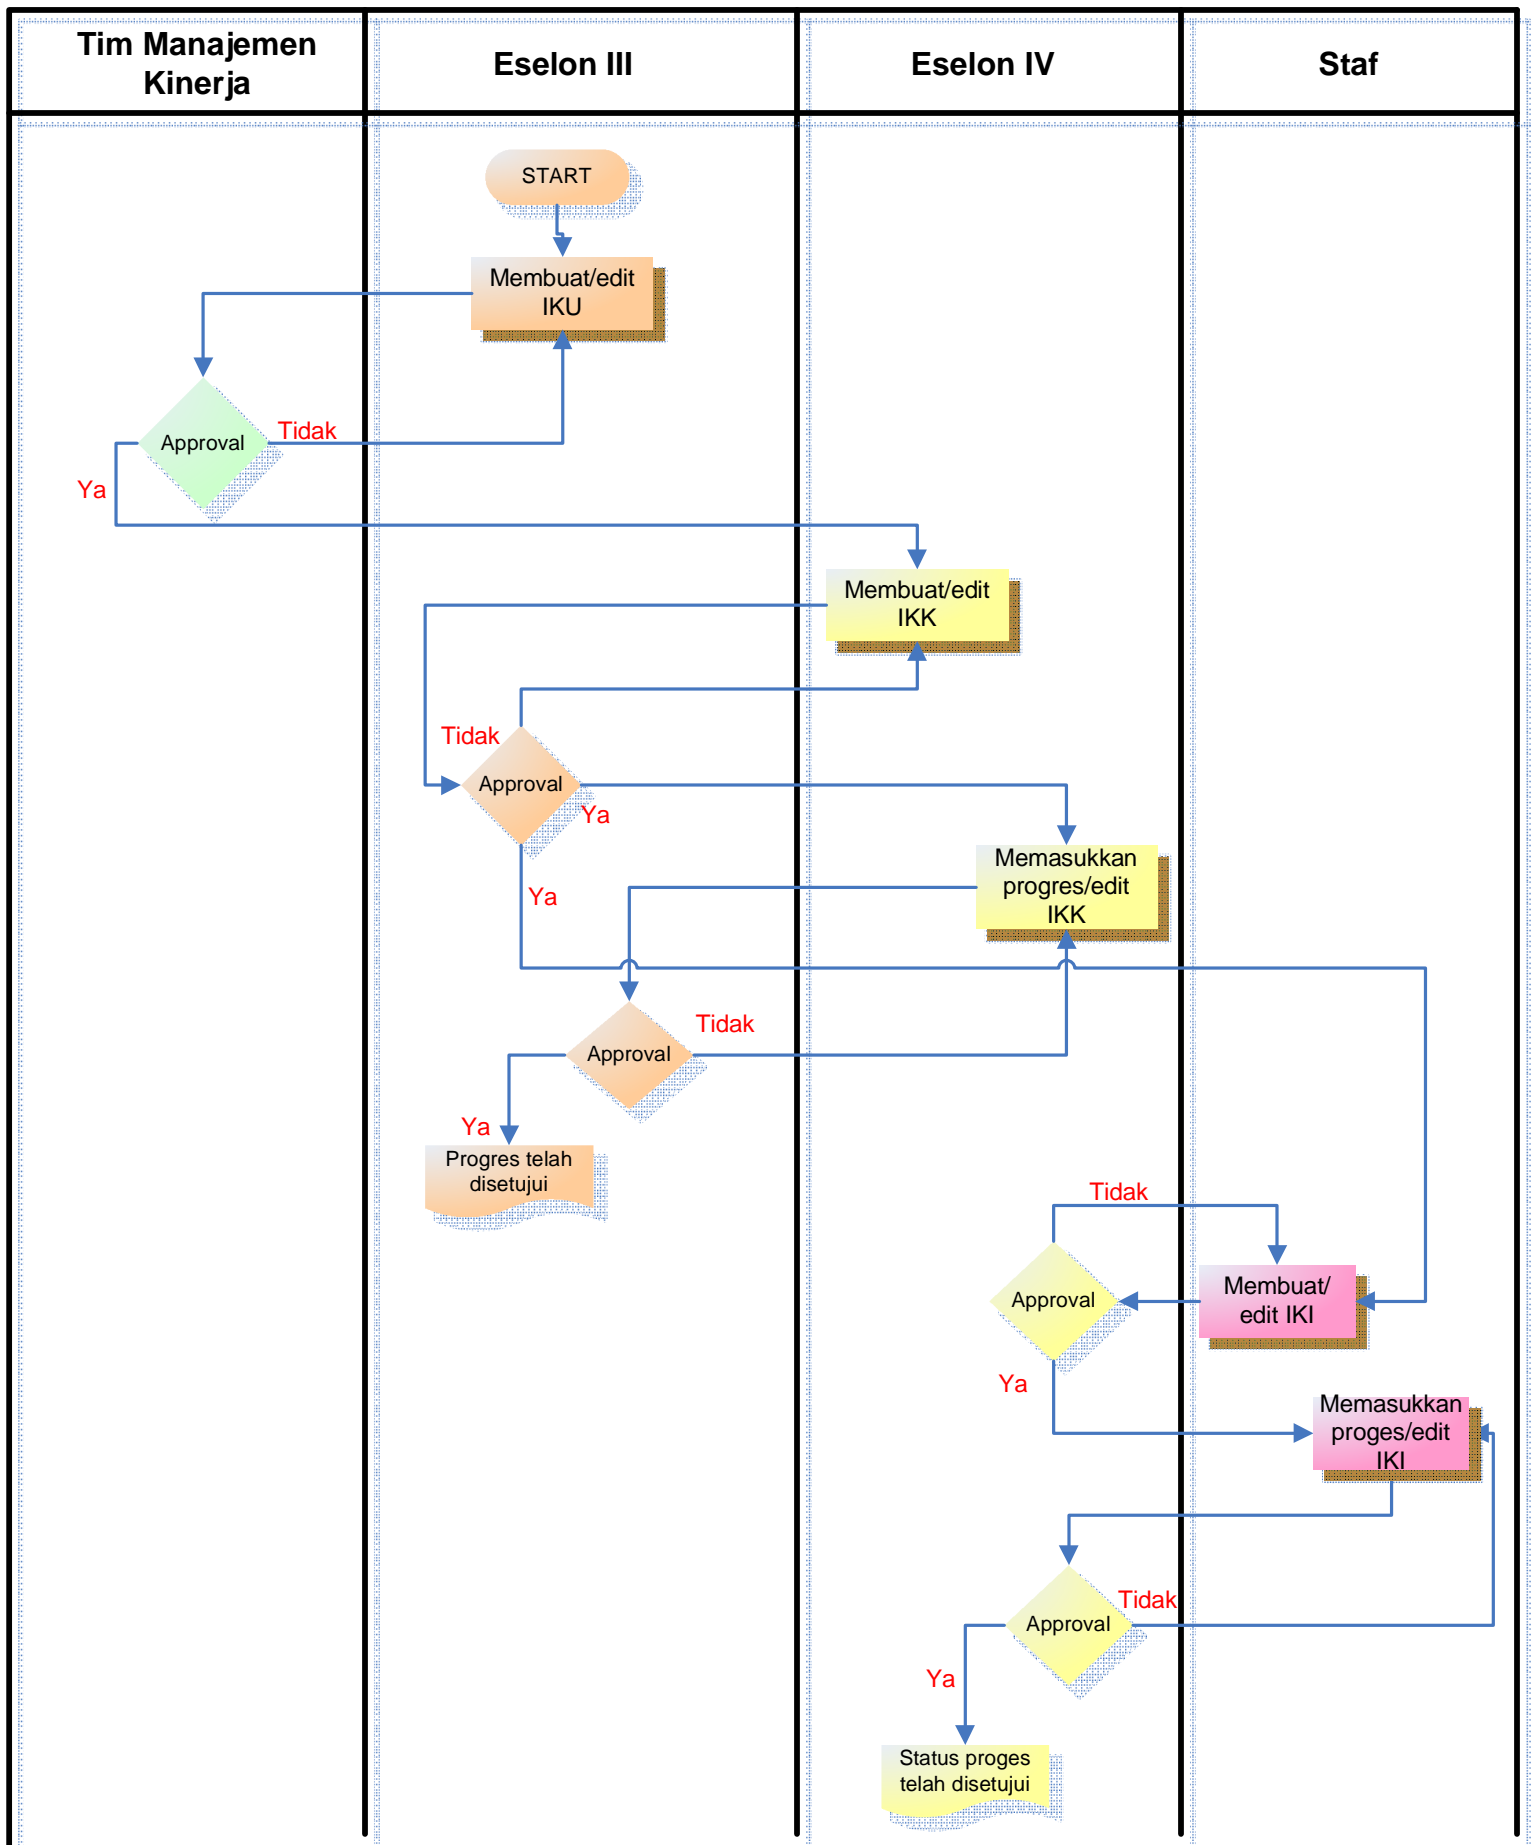 Tim Manajemen
Kinerja
Eselon III
Eselon IV
Staf
START
Membuat/edit
IKU
Approval
Tidak
Ya
Membuat/edit
IKK
Tidak
Approval
Ya
Ya
Memasukkan
progres/edit
IKK
Approval
Tidak
Ya
Progres telah
disetujui
Tidak
Approval
Membuat/
edit IKI
Ya
Memasukkan
proges/edit
IKI
Approval
Tidak
Ya
Status proges
telah disetujui